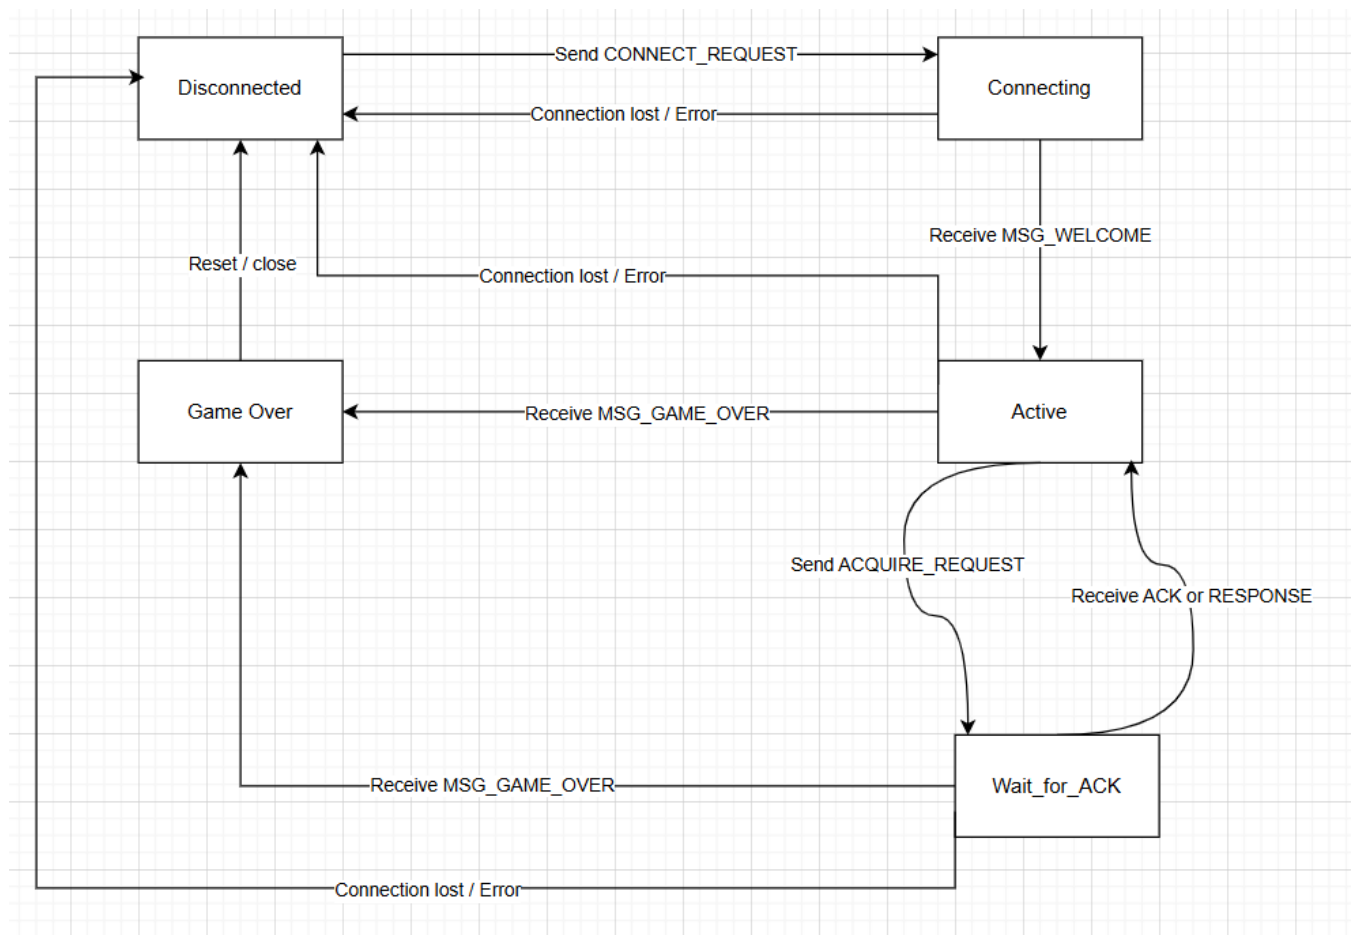 Send CONNECT_REQUEST
Disconnected
Connecting
Connection lost / Error
Receive MSG_WELCOME
Reset / close
Connection lost / Error
Game Over
Receive MSG_GAME_OVER
Active
Send ACQUIRE_REQUEST
Receive ACK or RESPONSE
Receive MSG_GAME_OVER
Wait_for_ACK
Connection lost / Error